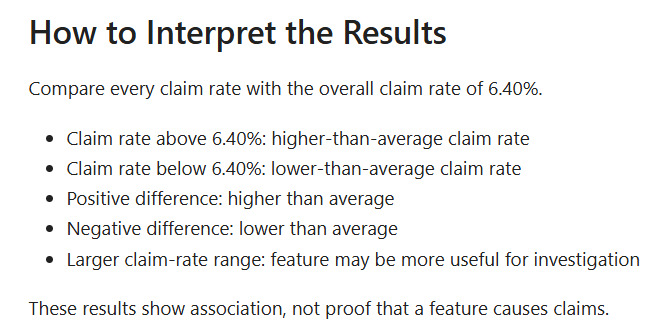 How to Interpret the Results
Compare every claim rate with the overall claim rate of 6.40%.
• Claim rate above 6.40%: higher-than-average claim rate
• Claim rate below 6.40%: lower-than-average claim rate
• Positive difference: higher than average
• Negative difference: lower than average
• Larger claim-rate range: feature may be more useful for investigation
These results show association, not proof that a feature causes claims.